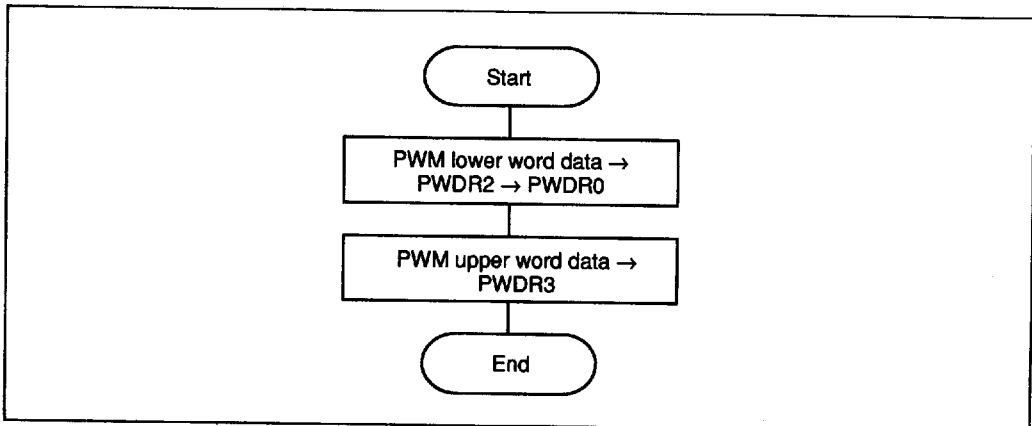 Start
PWM lower word data →
PWDR2 → PWDR0
PWM upper word data →
PWDR3
End